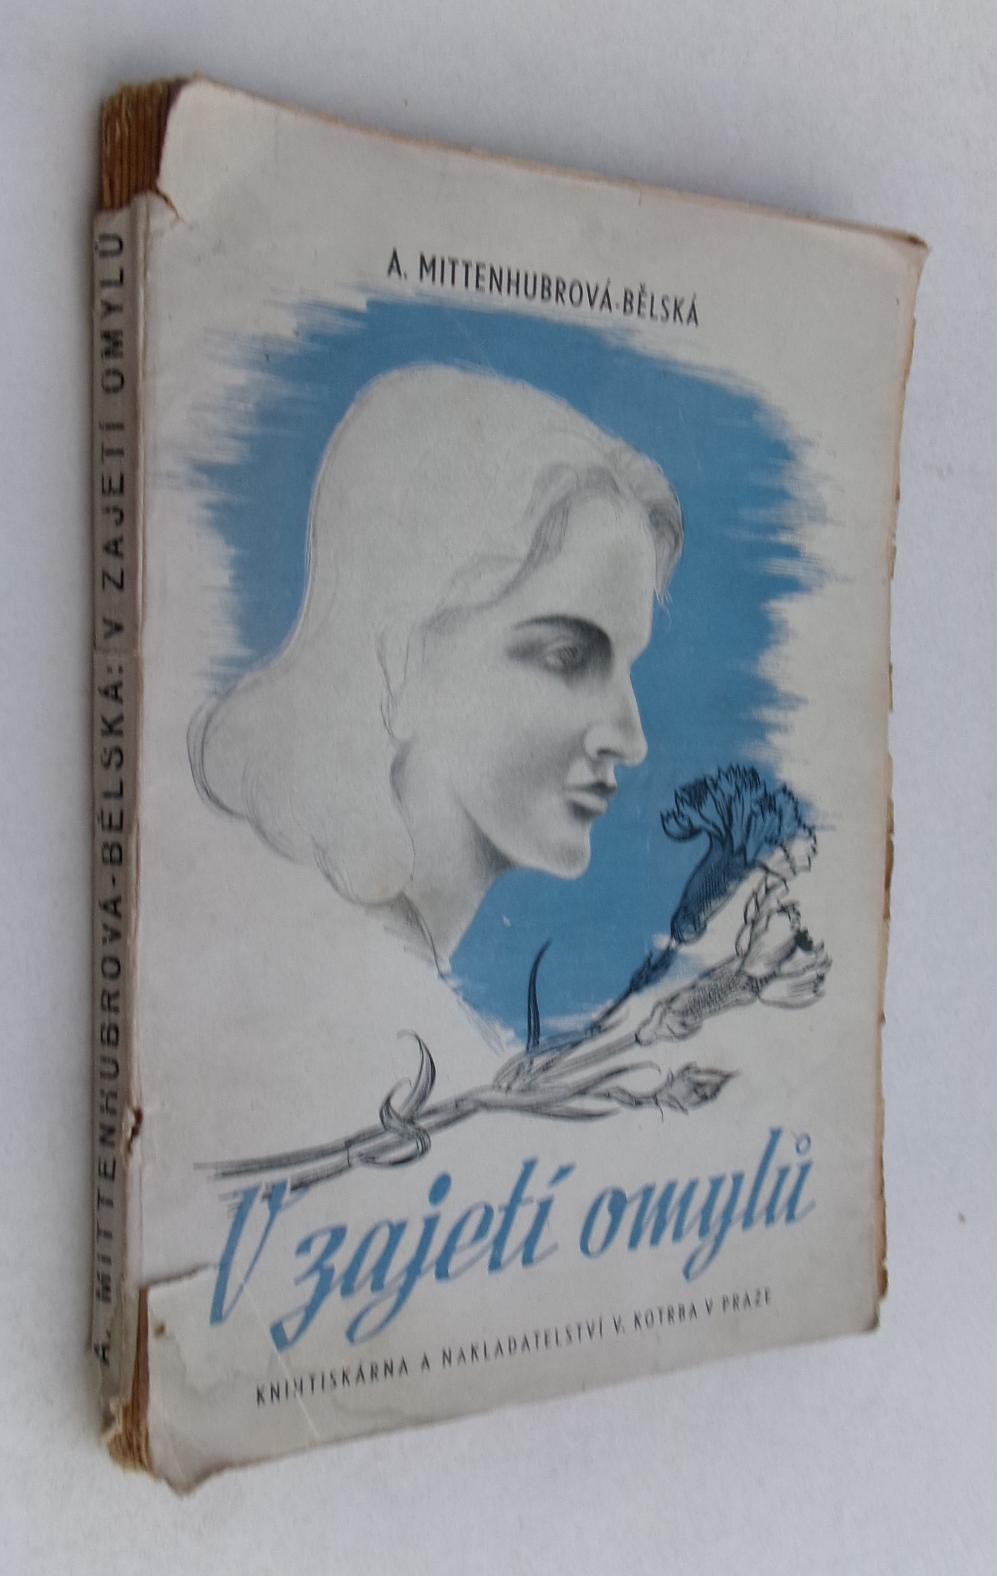 A. MITTENHUBROVÁ-BĚLSKÁ
V zajetí omylů
KNIHTISKÁRNA A NAKLADATELSTVÍ V. KOTRBA V PRAZE
A. MITTENHUBROVÁ-BĚLSKÁ: V ZAJETÍ OMYLŮ